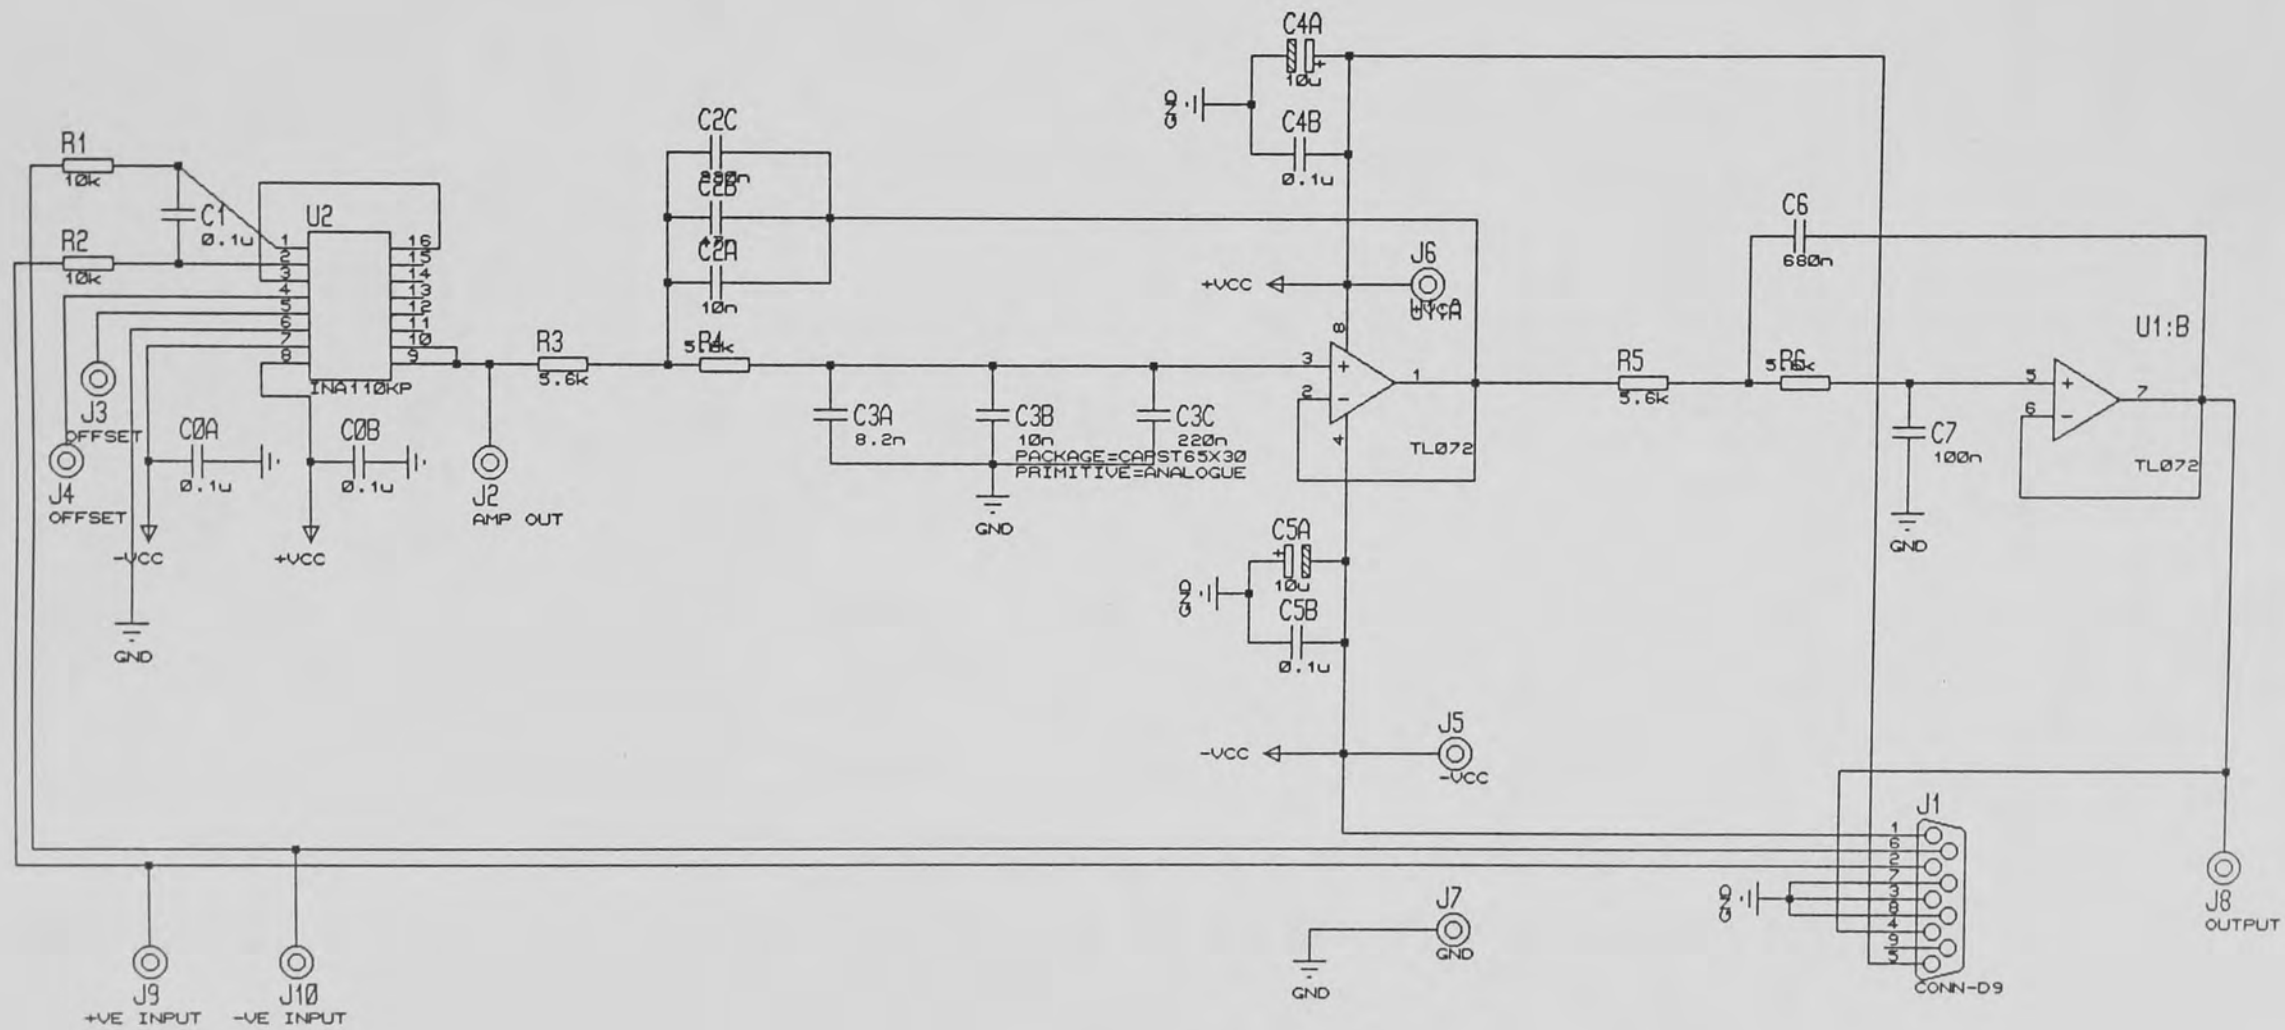 C4A
10u
GND
C4B
0.1u
R1
10k
C1
0.1u
R2
10k
U2
1
2
3
4
5
6
7
8
16
15
14
13
12
11
10
9
INA110KP
J3
OFFSET
J4
OFFSET
C0A
0.1u
C0B
0.1u
-VCC
+VCC
GND
J2
AMP OUT
C2C
C2B
C2A
10n
R3
5.6k
R4
C3A
8.2n
C3B
10n
C3C
220n
PACKAGE=CAPST65X30
PRIMITIVE=ANALOGUE
GND
+VCC
J6
8
3
2
1
4
TL072
C5A
10u
GND
C5B
0.1u
-VCC
J5
-VCC
C6
680n
R5
5.6k
R6
C7
100n
GND
U1:B
5
6
7
TL072
J1
1
6
2
7
3
8
4
9
5
CONN-D9
GND
J8
OUTPUT
J7
GND
GND
J9
+VE INPUT
J10
-VE INPUT